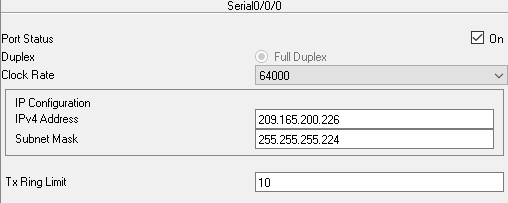 Serial0/0/0
Port Status On
Duplex Full Duplex
Clock Rate 64000
IP Configuration
IPv4 Address 209.165.200.226
Subnet Mask 255.255.255.224
Tx Ring Limit 10